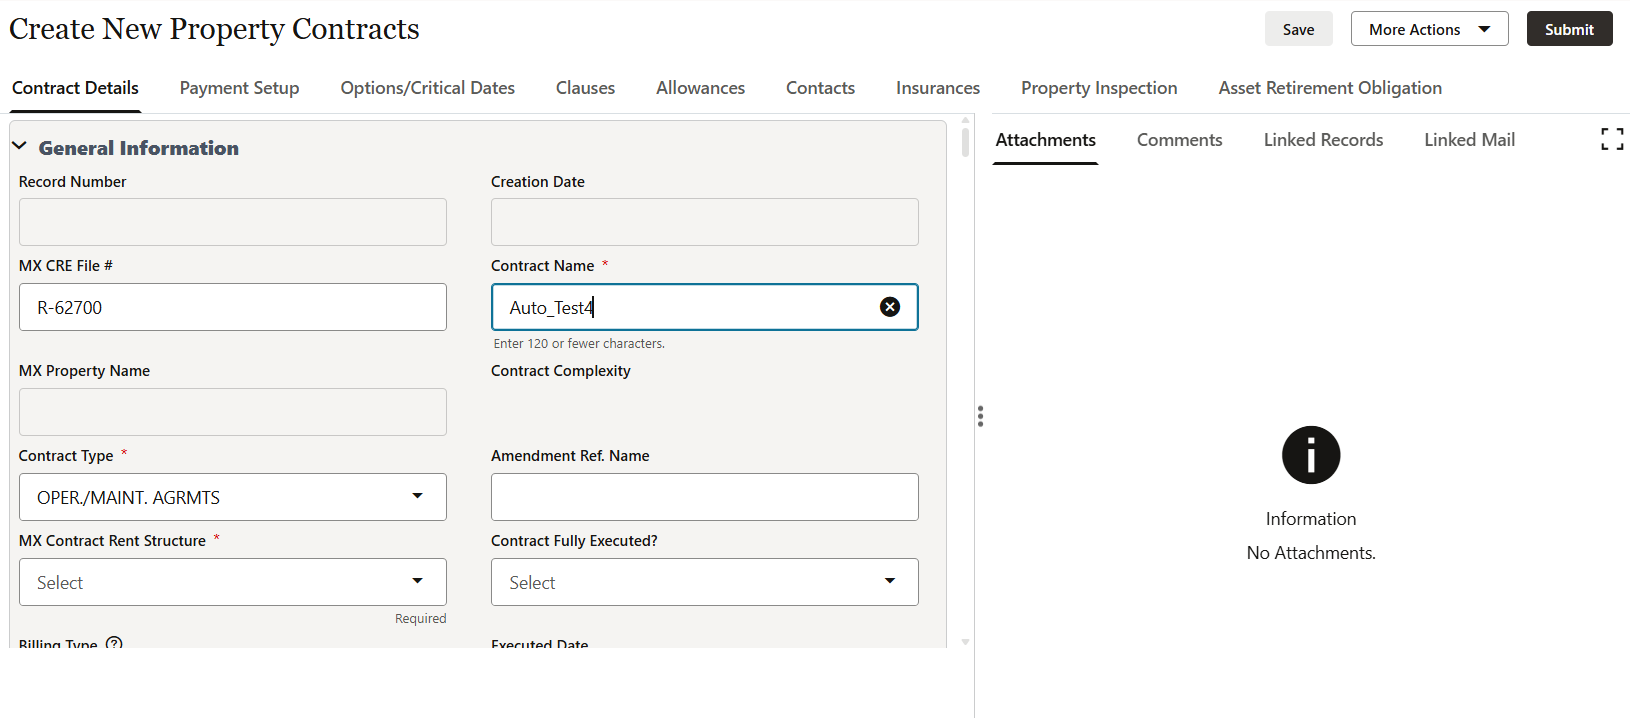 Create New Property Contracts
Save
More Actions
Submit
Contract Details
Payment Setup
Options/Critical Dates
Clauses
Allowances
Contacts
Insurances
Property Inspection
Asset Retirement Obligation
General Information
Record Number
Creation Date
MX CRE File #
Contract Name *
R-62700
Auto_Test4
Enter 120 or fewer characters.
MX Property Name
Contract Complexity
Contract Type *
Amendment Ref. Name
OPER./MAINT. AGRMTS
MX Contract Rent Structure *
Contract Fully Executed?
Select
Select
Required
Billing Type ?
Executed Date
Attachments
Comments
Linked Records
Linked Mail
Information
No Attachments.